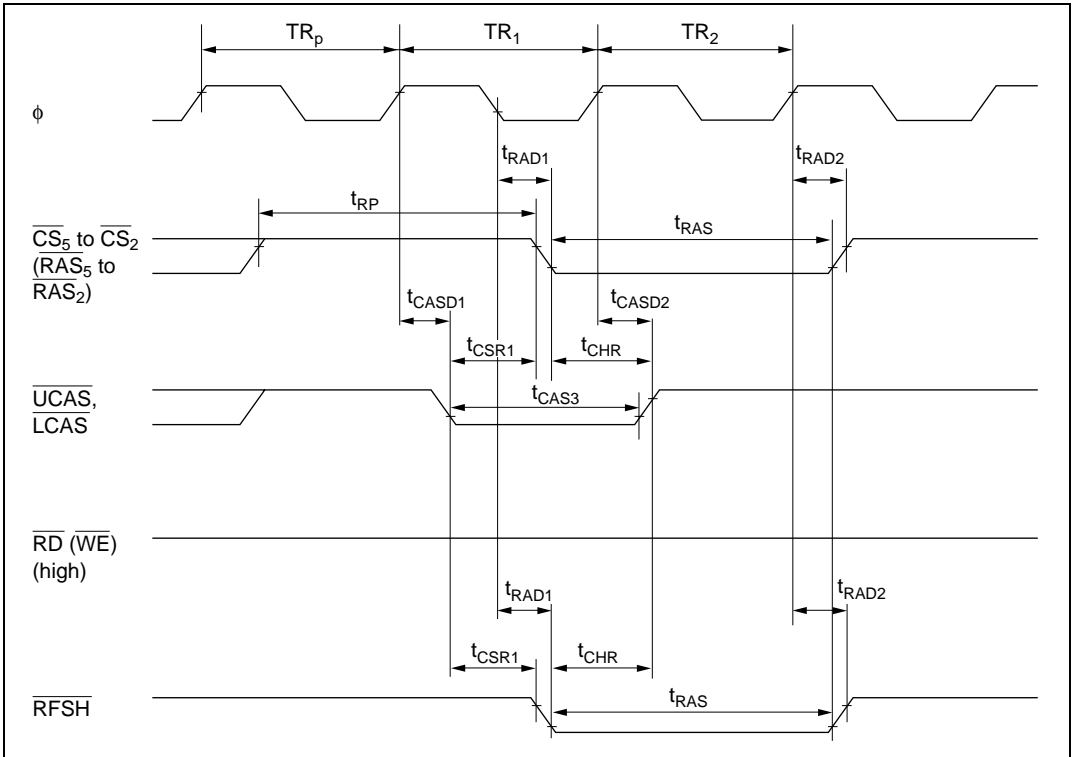 TRp TR1 TR2
ϕ
tRAD1 tRAD2
tRP
CS5 to CS2
(RAS5 to
RAS2)
tRAS
tCASD1 tCASD2
tCSR1 tCHR
UCAS,
LCAS
tCAS3
RD (WE)
(high)
tRAD1 tRAD2
tCSR1 tCHR
RFSH
tRAS